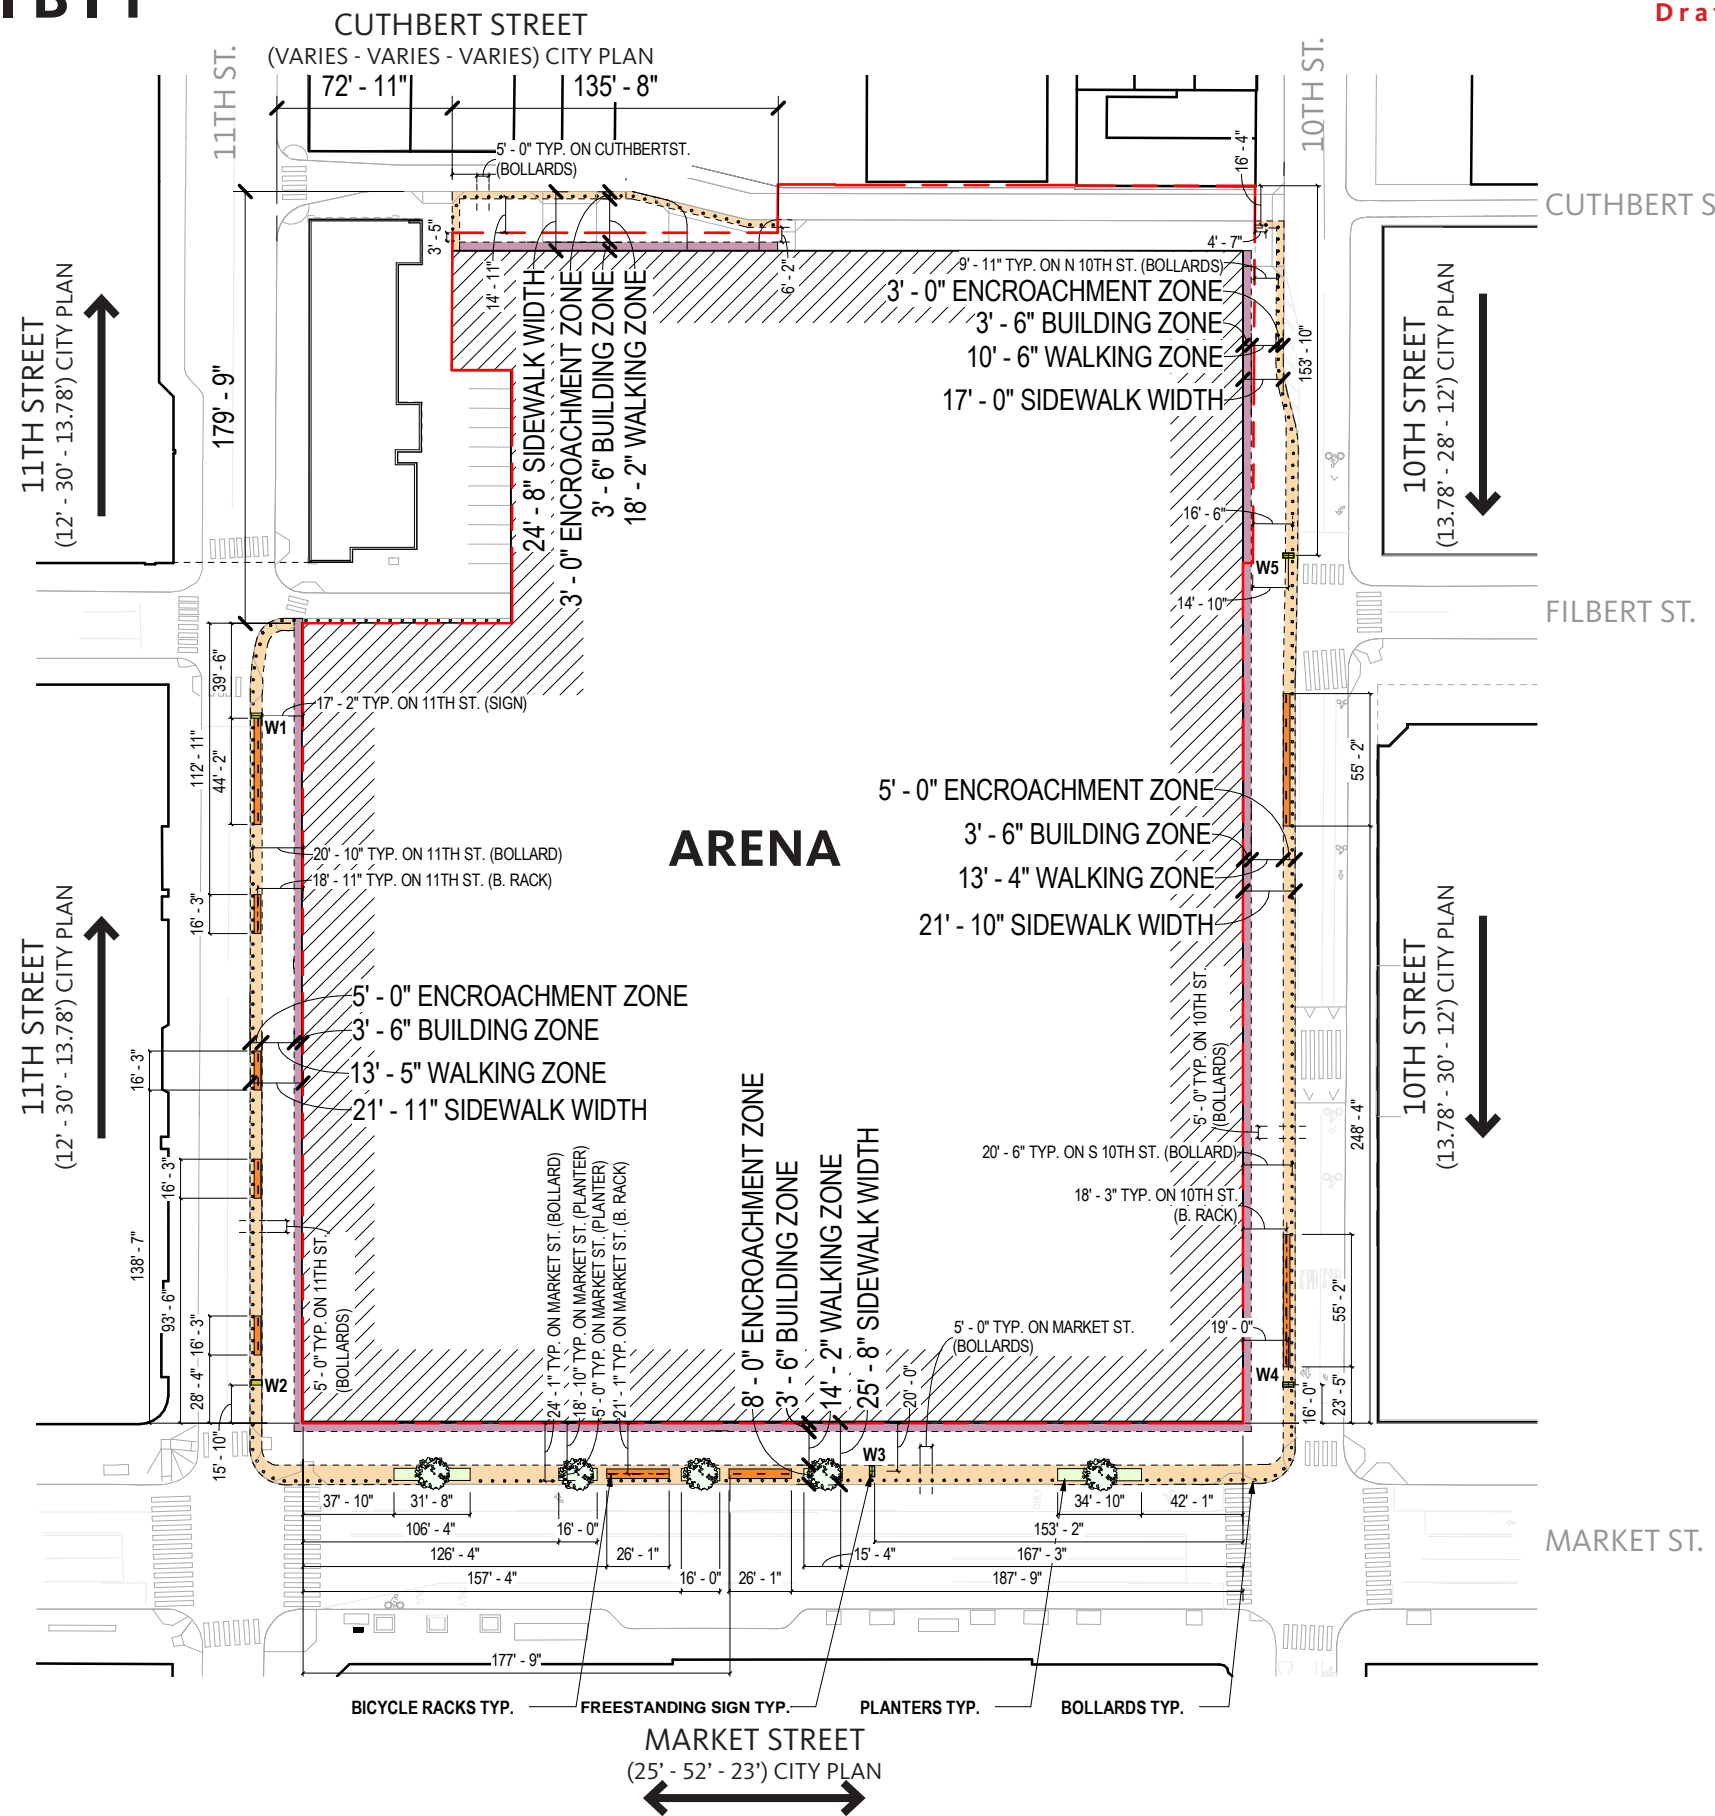 CUTHBERT STREET
(VARIES - VARIES - VARIES) CITY PLAN
72' - 11"
135' - 8"
11TH ST.
10TH ST.
5' - 0" TYP. ON CUTHBERTST.
(BOLLARDS)
16' - 4"
CUTHBERT S
3' - 5"
14' - 11"
6' - 2"
4' - 7"
9' - 11" TYP. ON N 10TH ST. (BOLLARDS)
3' - 0" ENCROACHMENT ZONE
3' - 6" BUILDING ZONE
10' - 6" WALKING ZONE
17' - 0" SIDEWALK WIDTH
153' - 10"
24' - 8" SIDEWALK WIDTH
3' - 0" ENCROACHMENT ZONE
3' - 6" BUILDING ZONE
18' - 2" WALKING ZONE
179' - 9"
11TH STREET
(12' - 30' - 13.78') CITY PLAN
10TH STREET
(13.78' - 28' - 12') CITY PLAN
16' - 6"
W5
14' - 10"
FILBERT ST.
39' - 6"
17' - 2" TYP. ON 11TH ST. (SIGN)
W1
112' - 11"
44' - 2"
55' - 2"
5' - 0" ENCROACHMENT ZONE
3' - 6" BUILDING ZONE
13' - 4" WALKING ZONE
21' - 10" SIDEWALK WIDTH
ARENA
20' - 10" TYP. ON 11TH ST. (BOLLARD)
18' - 11" TYP. ON 11TH ST. (B. RACK)
16' - 3"
11TH STREET
(12' - 30' - 13.78') CITY PLAN
10TH STREET
(13.78' - 30' - 12') CITY PLAN
5' - 0" ENCROACHMENT ZONE
3' - 6" BUILDING ZONE
13' - 5" WALKING ZONE
21' - 11" SIDEWALK WIDTH
16' - 3"
5' - 0" TYP. ON 10TH ST.
(BOLLARDS)
248' - 4"
20' - 6" TYP. ON S 10TH ST. (BOLLARD)
18' - 3" TYP. ON 10TH ST.
(B. RACK)
16' - 3"
138' - 7"
93' - 6"
16' - 3"
28' - 4"
15' - 10"
5' - 0" TYP. ON 11TH ST.
(BOLLARDS)
W2
24' - 1" TYP. ON MARKET ST. (BOLLARD)
18' - 10" TYP. ON MARKET ST. (PLANTER)
5' - 0" TYP. ON MARKET ST. (PLANTER)
21' - 1" TYP. ON MARKET ST. (B. RACK)
8' - 0" ENCROACHMENT ZONE
3' - 6" BUILDING ZONE
14' - 2" WALKING ZONE
25' - 8" SIDEWALK WIDTH
20' - 0"
5' - 0" TYP. ON MARKET ST.
(BOLLARDS)
19' - 0"
55' - 2"
W4
16' - 0"
23' - 5"
W3
37' - 10"
31' - 8"
34' - 10"
42' - 1"
106' - 4"
16' - 0"
153' - 2"
126' - 4"
26' - 1"
15' - 4"
167' - 3"
157' - 4"
16' - 0"
26' - 1"
187' - 9"
MARKET ST.
177' - 9"
BICYCLE RACKS TYP.
FREESTANDING SIGN TYP.
PLANTERS TYP.
BOLLARDS TYP.
MARKET STREET
(25' - 52' - 23') CITY PLAN